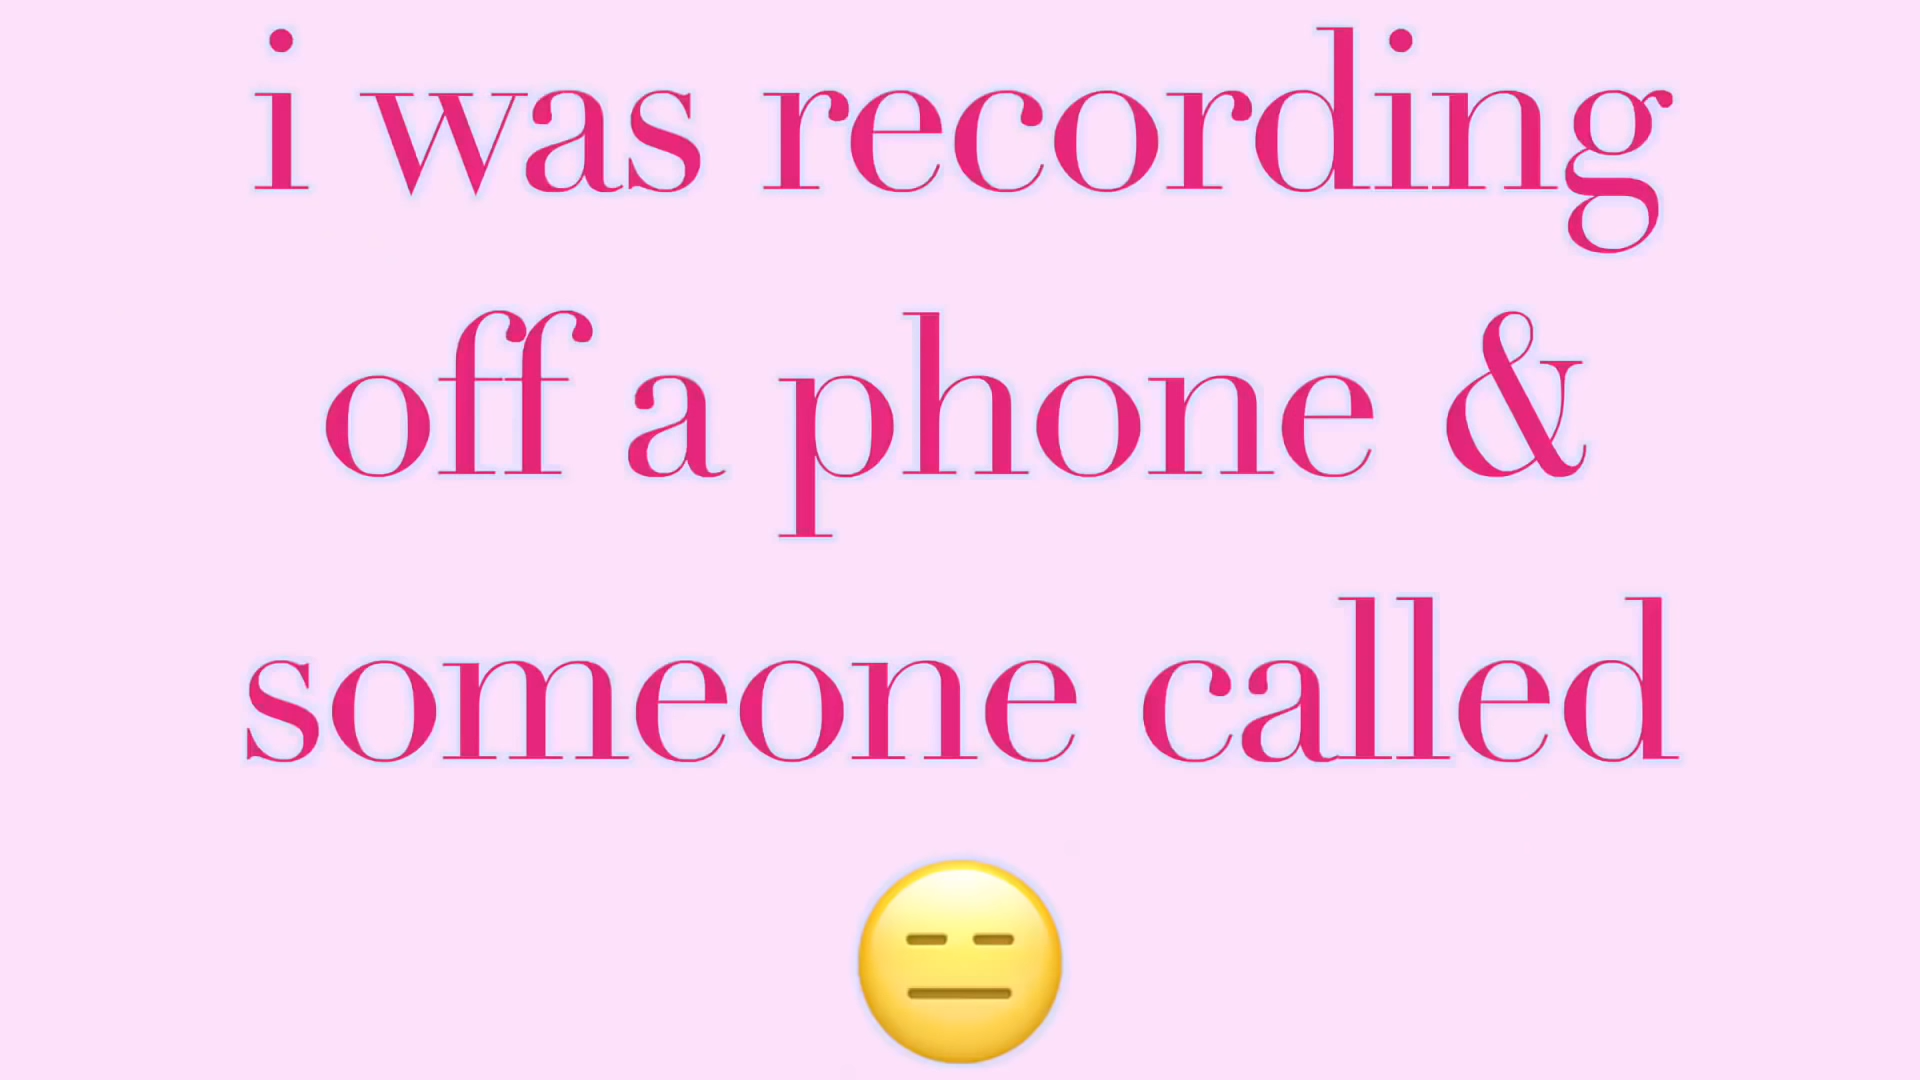 i was recording
off a phone &
someone called
😑